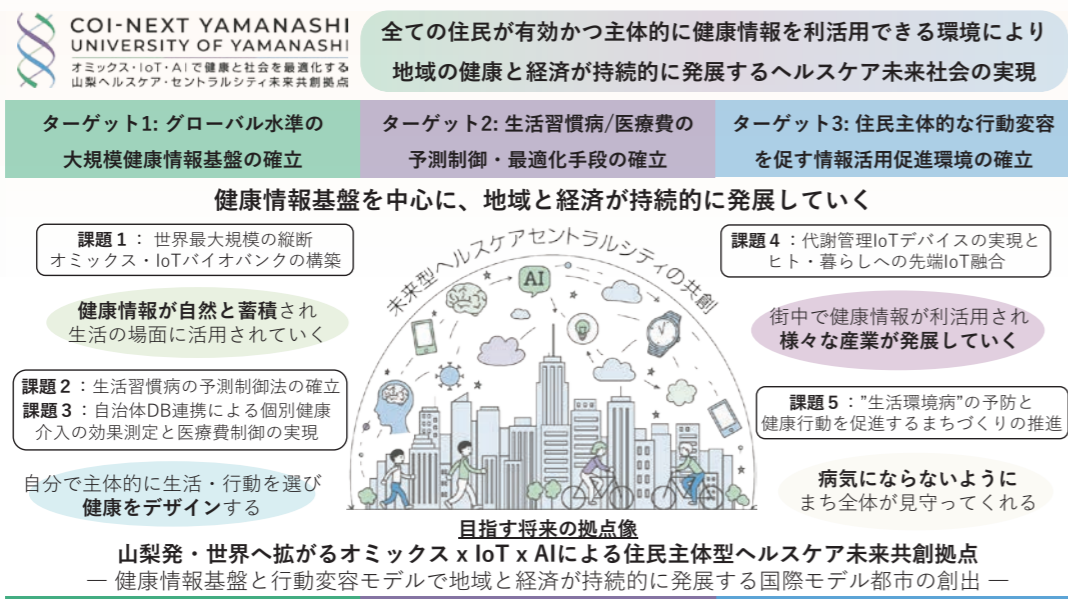 COI-NEXT YAMANASHI
UNIVERSITY OF YAMANASHI
オミックス・IoT・AIで健康と社会を最適化する
山梨ヘルスケア・セントラルシティ未来共創拠点
全ての住民が有効かつ主体的に健康情報を利活用できる環境により
地域の健康と経済が持続的に発展するヘルスケア未来社会の実現
ターゲット1: グローバル水準の
大規模健康情報基盤の確立
ターゲット2: 生活習慣病/医療費の
予測制御・最適化手段の確立
ターゲット3: 住民主体的な行動変容
を促す情報活用促進環境の確立
健康情報基盤を中心に、地域と経済が持続的に発展していく
課題1： 世界最大規模の縦断
オミックス・IoTバイオバンクの構築
健康情報が自然と蓄積され
生活の場面に活用されていく
課題2：生活習慣病の予測制御法の確立
課題3：自治体DB連携による個別健康
介入の効果測定と医療費制御の実現
自分で主体的に生活・行動を選び
健康をデザインする
未来型ヘルスケアセントラルシティの共創
AI
課題4：代謝管理IoTデバイスの実現と
ヒト・暮らしへの先端IoT融合
街中で健康情報が利活用され
様々な産業が発展していく
課題5：”生活環境病”の予防と
健康行動を促進するまちづくりの推進
病気にならないように
まち全体が見守ってくれる
目指す将来の拠点像
山梨発・世界へ拡がるオミックス x IoT x AIによる住民主体型ヘルスケア未来共創拠点
― 健康情報基盤と行動変容モデルで地域と経済が持続的に発展する国際モデル都市の創出 ―